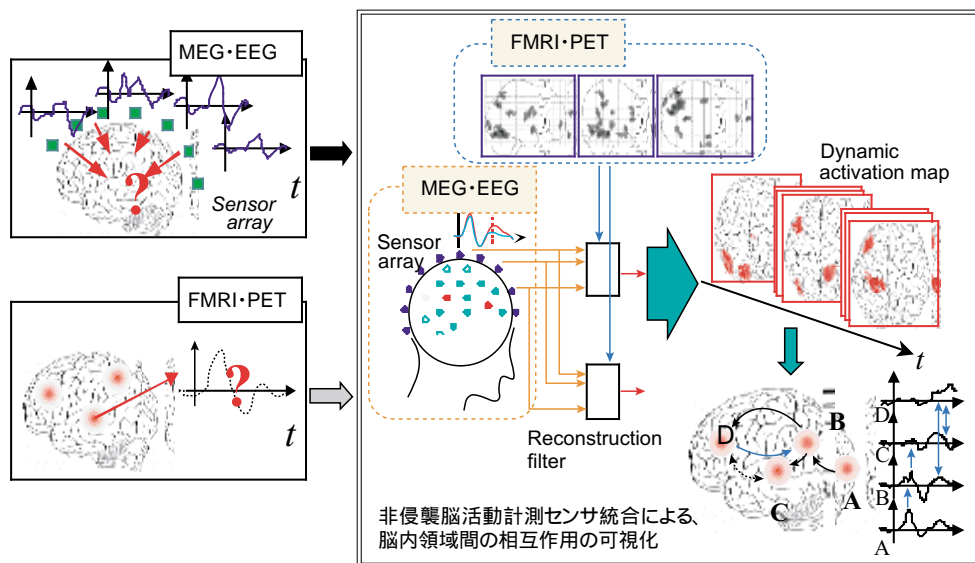 MEG・EEG
?
Sensor
array
t
FMRI・PET
?
t
FMRI・PET
MEG・EEG
Sensor
array
Reconstruction
filter
Dynamic
activation map
t
D
B
A
C
D
C
B
A
非侵襲脳活動計測センサ統合による、
脳内領域間の相互作用の可視化